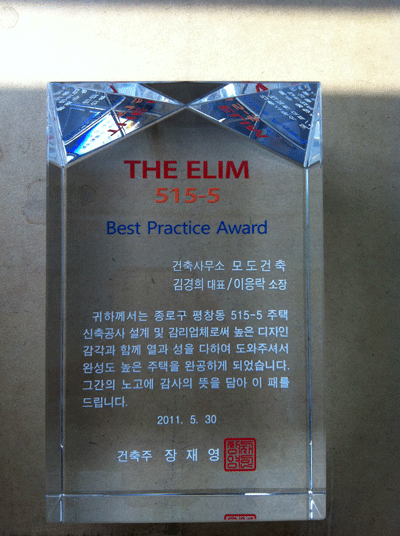 THE ELIM
515-5
Best Practice Award
건축사무소 모도건축
김경희 대표/이응락 소장
귀하께서는 종로구 평창동 515-5 주택
신축공사 설계 및 감리업체로써 높은 디자인
감각과 함께 열과 성을 다하여 도와주셔서
완성도 높은 주택을 완공하게 되었습니다.
그간의 노고에 감사의 뜻을 담아 이 패를
드립니다.
2011. 5. 30
건축주 장재영